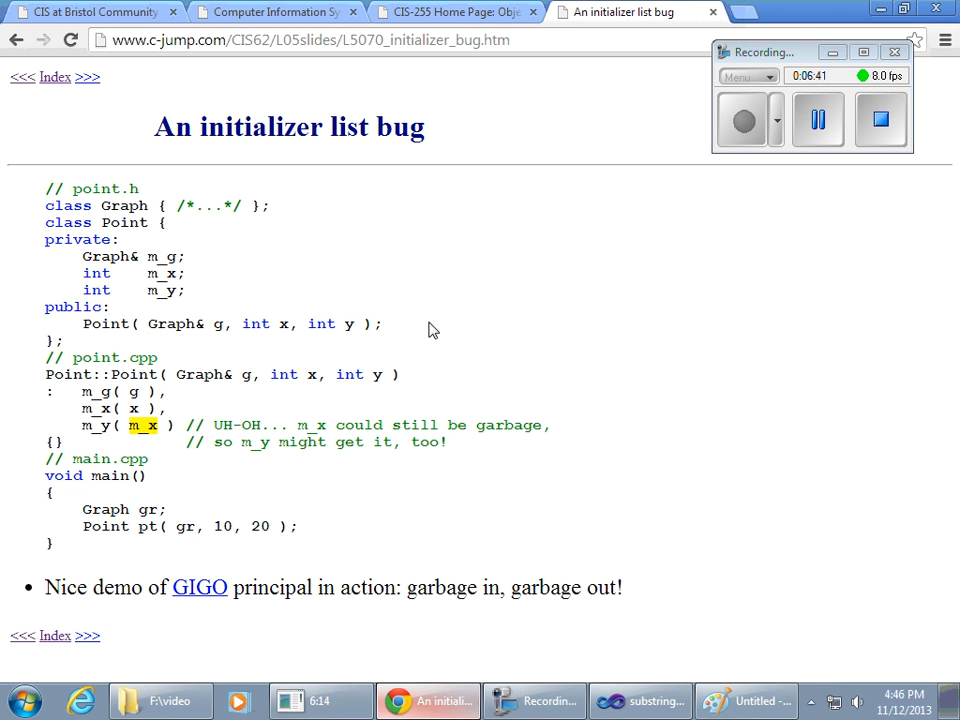 CIS at Bristol Community
Computer Information Sy
CIS-255 Home Page: Obje
An initializer list bug
www.c-jump.com/CIS62/L05slides/L5070_initializer_bug.htm
Recording...
Menu
0:06:41
8.0 fps
<<< Index >>>
An initializer list bug
// point.h
class Graph { /*...*/ };
class Point {
private:
Graph& m_g;
int m_x;
int m_y;
public:
Point( Graph& g, int x, int y );
};
// point.cpp
Point::Point( Graph& g, int x, int y )
: m_g( g ),
m_x( x ),
m_y( m_x ) // UH-OH... m_x could still be garbage,
{} // so m_y might get it, too!
// main.cpp
void main()
{
Graph gr;
Point pt( gr, 10, 20 );
}
• Nice demo of GIGO principal in action: garbage in, garbage out!
<<< Index >>>
F:\video
6:14
An initiali...
Recordin...
substring...
Untitled -...
4:46 PM
11/12/2013